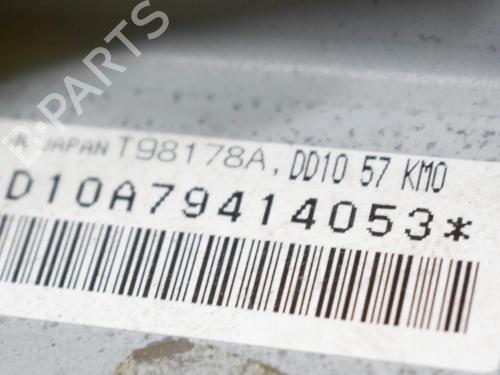 B-PARTS
JAPAN T98178A, DD10 57 KM0
D10A79414053*